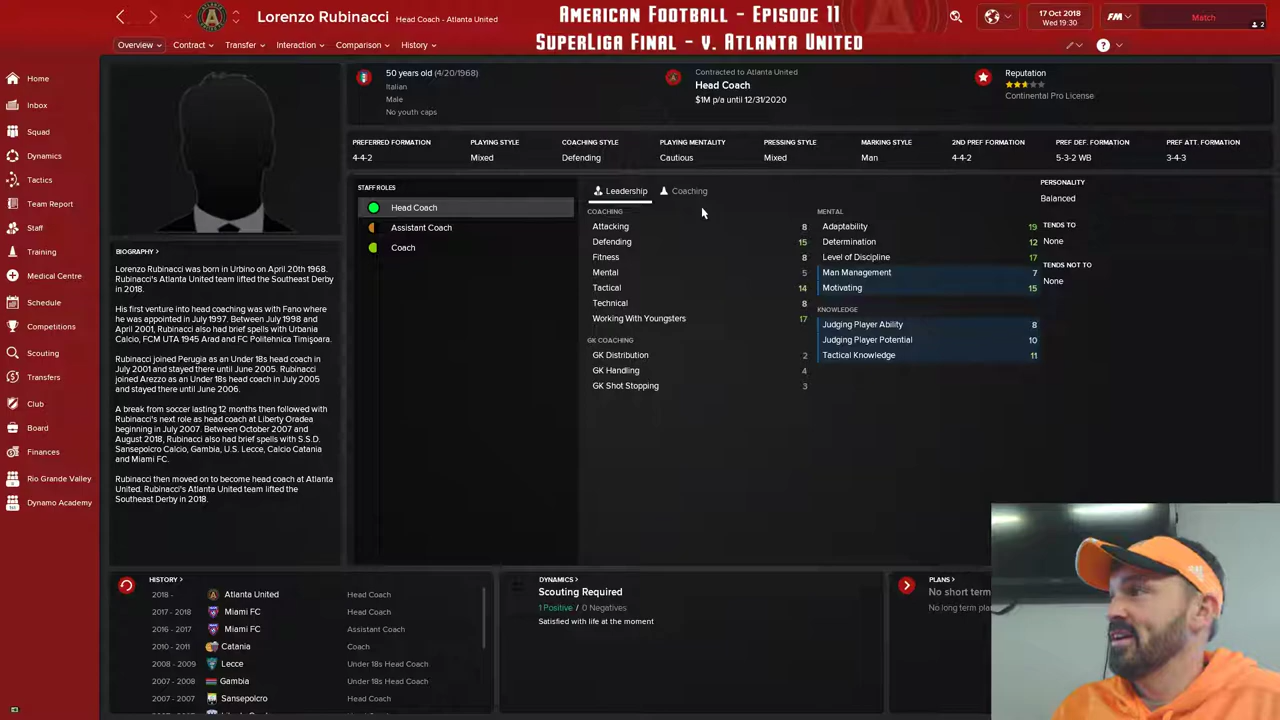 Lorenzo Rubinacci
Head Coach - Atlanta United
American Football - Episode 11
SuperLiga Final - v. Atlanta United
17 Oct 2018
Wed 19:30
FM
Match
2
Overview
Contract
Transfer
Interaction
Comparison
History
?
Home
Inbox
Squad
Dynamics
Tactics
Team Report
Staff
Training
Medical Centre
Schedule
Competitions
Scouting
Transfers
Club
Board
Finances
Rio Grande Valley
Dynamo Academy
50 years old (4/20/1968)
Italian
Male
No youth caps
Contracted to Atlanta United
Head Coach
$1M p/a until 12/31/2020
Reputation
Continental Pro License
PREFERRED FORMATION
4-4-2
PLAYING STYLE
Mixed
COACHING STYLE
Defending
PLAYING MENTALITY
Cautious
PRESSING STYLE
Mixed
MARKING STYLE
Man
2ND PREF FORMATION
4-4-2
PREF DEF. FORMATION
5-3-2 WB
PREF ATT. FORMATION
3-4-3
BIOGRAPHY >
Lorenzo Rubinacci was born in Urbino on April 20th 1968.
Rubinacci's Atlanta United team lifted the Southeast Derby
in 2018.
His first venture into head coaching was with Fano where
he was appointed in July 1997. Between July 1998 and
April 2001, Rubinacci also had brief spells with Urbania
Calcio, FCM UTA 1945 Arad and FC Politehnica Timişoara.
Rubinacci joined Perugia as an Under 18s head coach in
July 2001 and stayed there until June 2005. Rubinacci
joined Arezzo as an Under 18s head coach in July 2005
and stayed there until June 2006.
A break from soccer lasting 12 months then followed with
Rubinacci's next role as head coach at Liberty Oradea
beginning in July 2007. Between October 2007 and
August 2018, Rubinacci also had brief spells with S.S.D.
Sansepolcro Calcio, Gambia, U.S. Lecce, Calcio Catania
and Miami FC.
Rubinacci then moved on to become head coach at Atlanta
United. Rubinacci's Atlanta United team lifted the
Southeast Derby in 2018.
STAFF ROLES
Head Coach
Assistant Coach
Coach
Leadership
Coaching
COACHING
Attacking 8
Defending 15
Fitness 8
Mental 5
Tactical 14
Technical 8
Working With Youngsters 17
GK COACHING
GK Distribution 2
GK Handling 4
GK Shot Stopping 3
MENTAL
Adaptability 19
Determination 12
Level of Discipline 17
Man Management 7
Motivating 15
KNOWLEDGE
Judging Player Ability 8
Judging Player Potential 10
Tactical Knowledge 11
PERSONALITY
Balanced
TENDS TO
None
TENDS NOT TO
None
HISTORY >
2018 - Atlanta United Head Coach
2017 - 2018 Miami FC Head Coach
2016 - 2017 Miami FC Assistant Coach
2010 - 2011 Catania Coach
2008 - 2009 Lecce Under 18s Head Coach
2007 - 2008 Gambia Under 18s Head Coach
2007 - 2007 Sansepolcro Head Coach
DYNAMICS >
Scouting Required
1 Positive / 0 Negatives
Satisfied with life at the moment
PLANS >
No short term
No long term pla